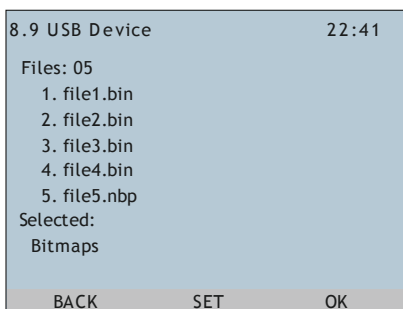 8.9 USB Device 22:41
Files: 05
1. file1.bin
2. file2.bin
3. file3.bin
4. file4.bin
5. file5.nbp
Selected:
Bitmaps
BACK SET OK